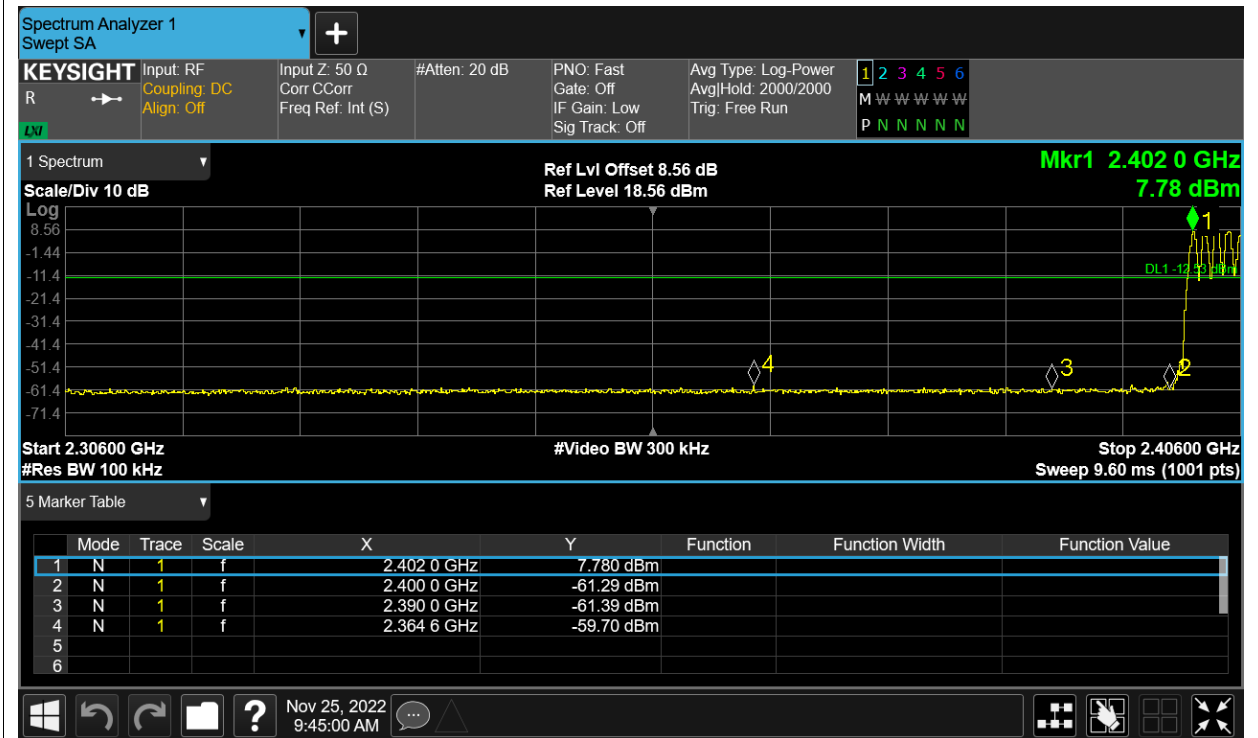 Spectrum Analyzer 1
Swept SA
+
KEYSIGHT Input: RF Input Z: 50 Ω #Atten: 20 dB PNO: Fast Avg Type: Log-Power 1 2 3 4 5 6
R Coupling: DC Corr CCorr Gate: Off Avg|Hold: 2000/2000 M W W W W W
Align: Off Freq Ref: Int (S) IF Gain: Low Trig: Free Run
LXI Sig Track: Off P N N N N N
1 Spectrum Ref Lvl Offset 8.56 dB Mkr1 2.402 0 GHz
Scale/Div 10 dB Ref Level 18.56 dBm 7.78 dBm
Log
1
8.56
-1.44
-11.4 DL1 -12.53 dBm
-21.4
-31.4
-41.4
-51.4 4 3 2
-61.4
-71.4
Start 2.30600 GHz #Video BW 300 kHz Stop 2.40600 GHz
#Res BW 100 kHz Sweep 9.60 ms (1001 pts)
5 Marker Table
Mode Trace Scale X Y Function Function Width Function Value
1 N 1 f 2.402 0 GHz 7.780 dBm
2 N 1 f 2.400 0 GHz -61.29 dBm
3 N 1 f 2.390 0 GHz -61.39 dBm
4 N 1 f 2.364 6 GHz -59.70 dBm
5
6
? Nov 25, 2022
9:45:00 AM